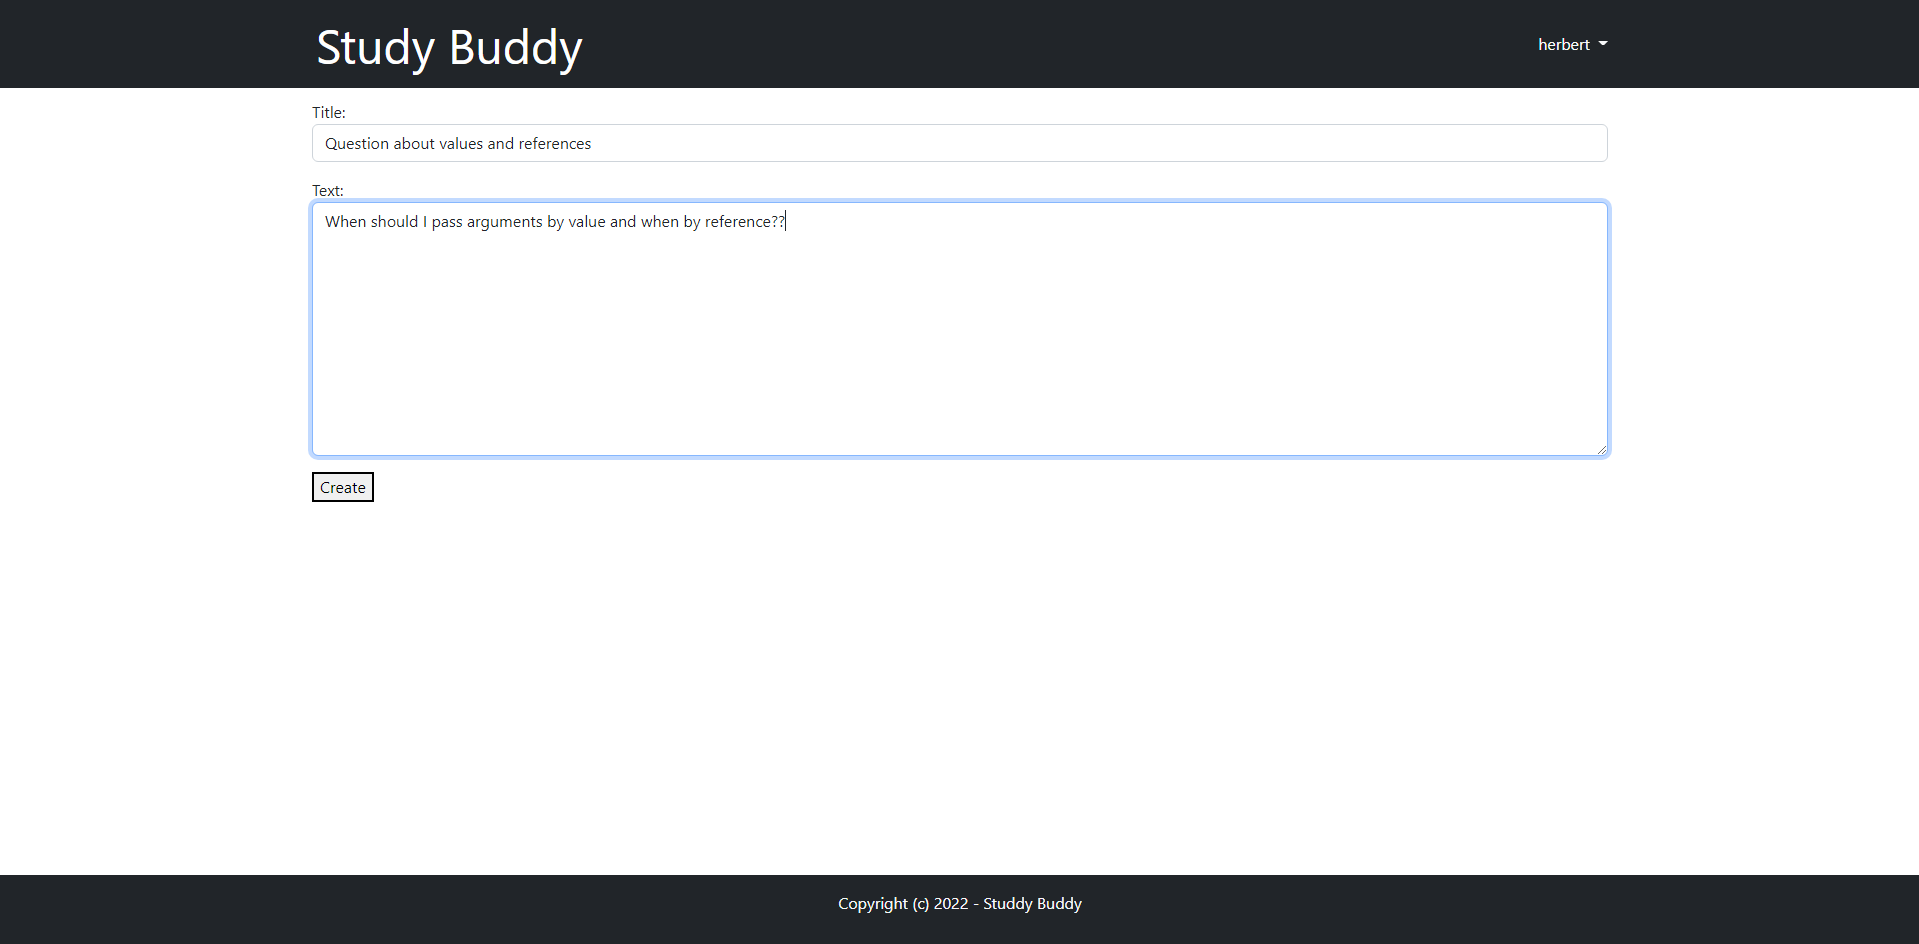 Study Buddy
herbert
Title:
Question about values and references
Text:
When should I pass arguments by value and when by reference??
Create
Copyright (c) 2022 - Studdy Buddy